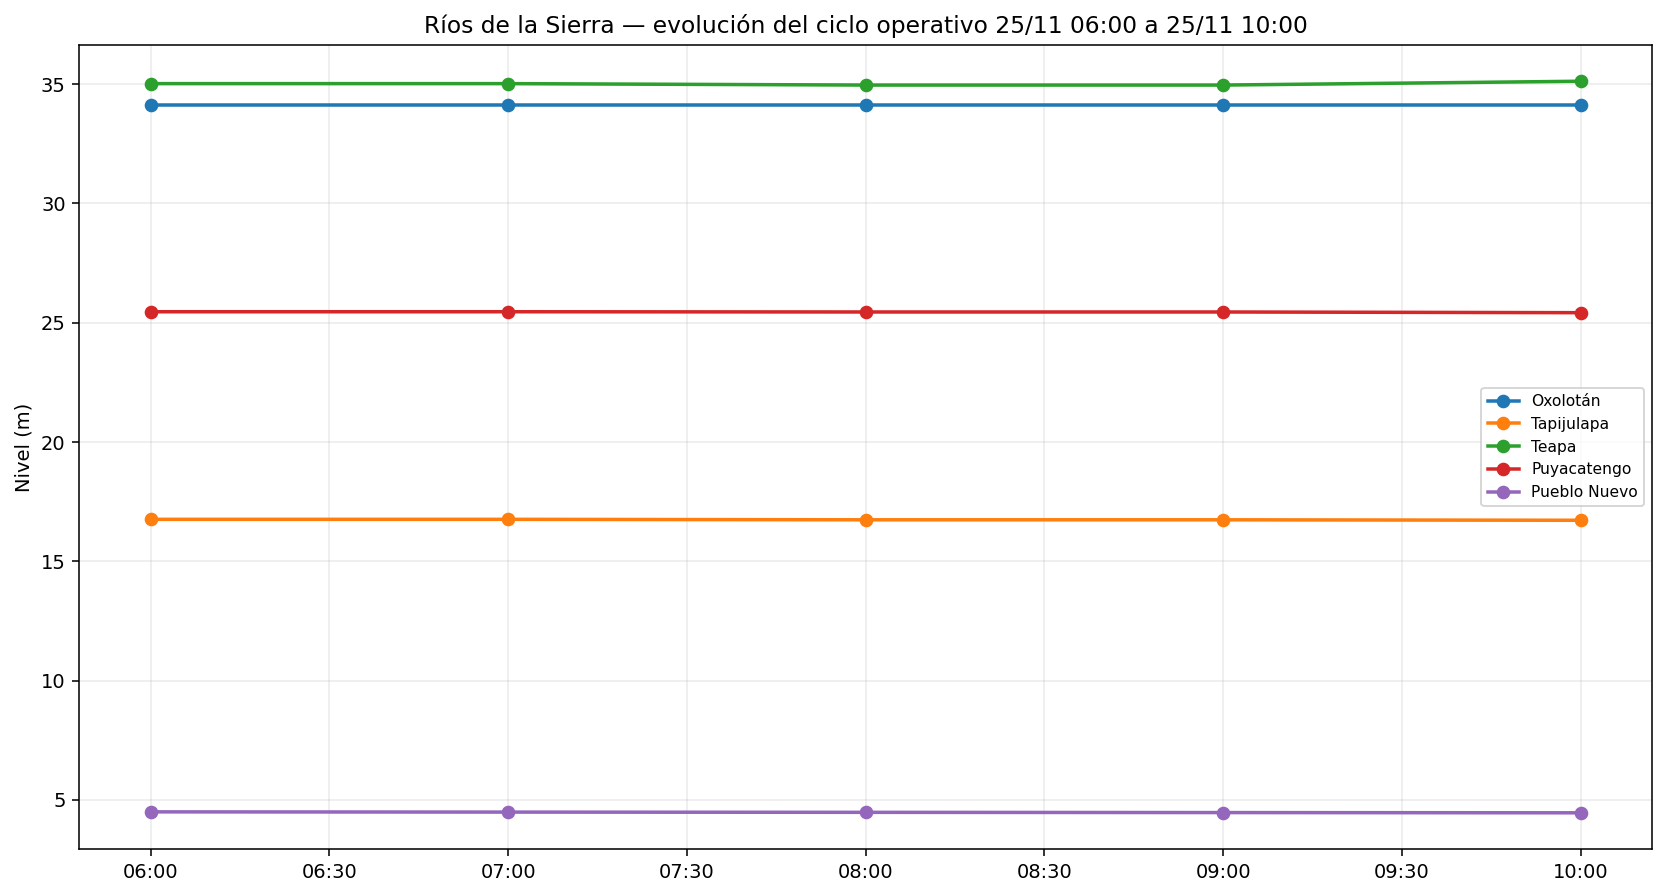 Ríos de la Sierra — evolución del ciclo operativo 25/11 06:00 a 25/11 10:00
Nivel (m)
35
30
25
20
15
10
5
Oxolotán
Tapijulapa
Teapa
Puyacatengo
Pueblo Nuevo
06:00 06:30 07:00 07:30 08:00 08:30 09:00 09:30 10:00